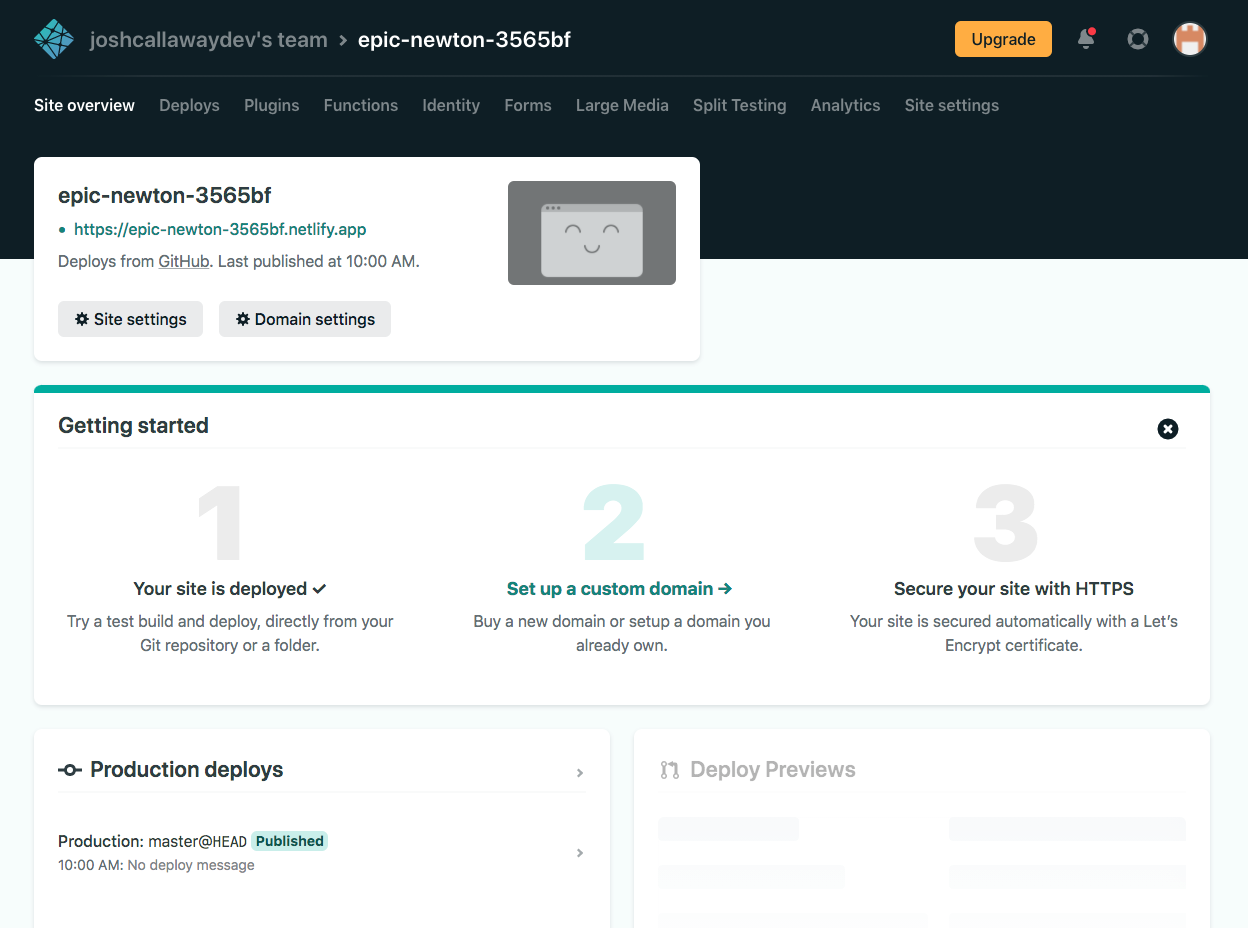 joshcallawaydev's team > epic-newton-3565bf
Upgrade
Site overview Deploys Plugins Functions Identity Forms Large Media Split Testing Analytics Site settings
epic-newton-3565bf
https://epic-newton-3565bf.netlify.app
Deploys from GitHub. Last published at 10:00 AM.
Site settings Domain settings
Getting started
1
Your site is deployed ✓
Try a test build and deploy, directly from your
Git repository or a folder.
2
Set up a custom domain →
Buy a new domain or setup a domain you
already own.
3
Secure your site with HTTPS
Your site is secured automatically with a Let’s
Encrypt certificate.
Production deploys
Production: master@HEAD Published
10:00 AM: No deploy message
Deploy Previews